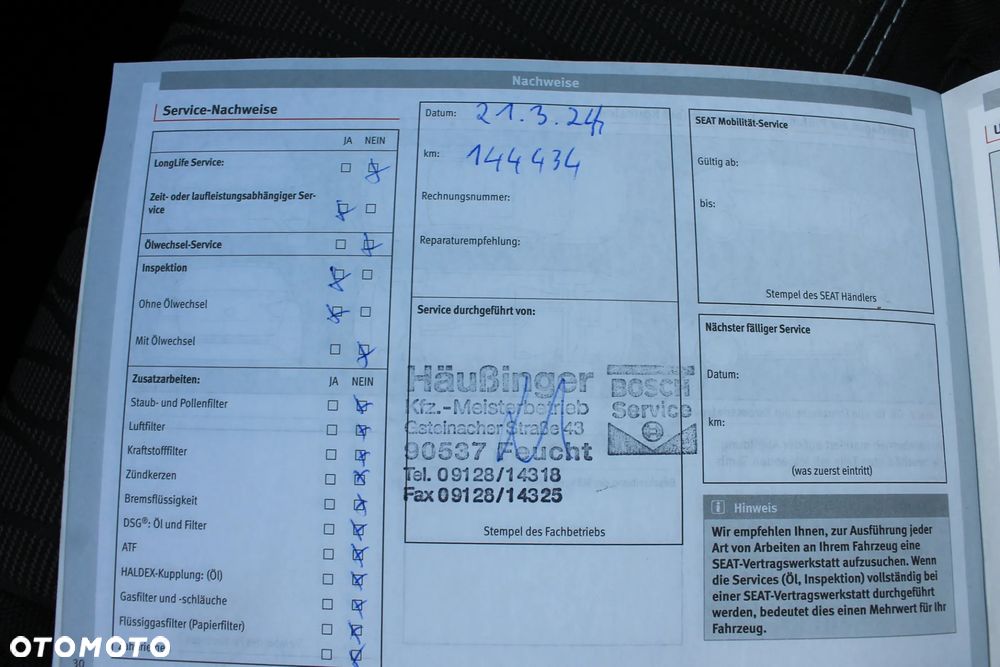 Nachweise
Service-Nachweise
JA NEIN
LongLife Service:
Zeit- oder laufleistungsabhängiger Ser-
vice
Ölwechsel-Service
Inspektion
Ohne Ölwechsel
Mit Ölwechsel
Zusatzarbeiten: JA NEIN
Staub- und Pollenfilter
Luftfilter
Kraftstofffilter
Zündkerzen
Bremsflüssigkeit
DSG®: Öl und Filter
ATF
HALDEX-Kupplung: (Öl)
Gasfilter und -schläuche
Flüssiggasfilter (Papierfilter)
30
Datum: 21.3.24
km: 144434
Rechnungsnummer:
Reparaturempfehlung:
Service durchgeführt von:
Häußinger
Kfz.-Meisterbetrieb
Gsteinacher Straße 43
90537 Feucht
Tel. 09128/14318
Fax 09128/14325
BOSCH
Service
Stempel des Fachbetriebs
SEAT Mobilität-Service
Gültig ab:
bis:
Stempel des SEAT Händlers
Nächster fälliger Service
Datum:
km:
(was zuerst eintritt)
i Hinweis
Wir empfehlen Ihnen, zur Ausführung jeder
Art von Arbeiten an Ihrem Fahrzeug eine
SEAT-Vertragswerkstatt aufzusuchen. Wenn
die Services (Öl, Inspektion) vollständig bei
einer SEAT-Vertragswerkstatt durchgeführt
werden, bedeutet dies einen Mehrwert für Ihr
Fahrzeug.
OTOMOTO